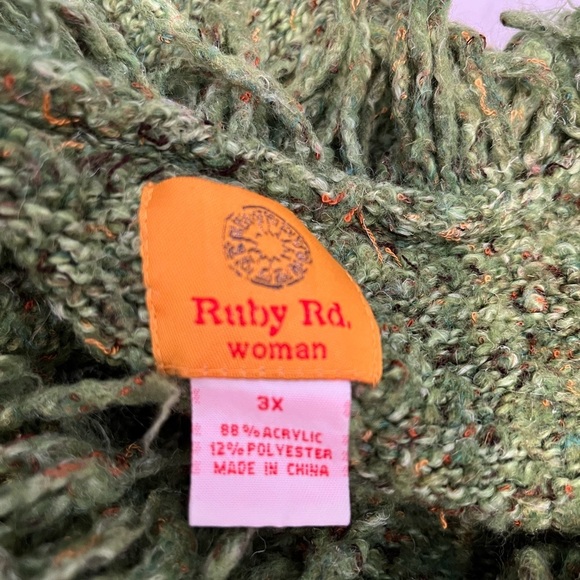 Ruby Rd.
woman
3X
88% ACRYLIC
12% POLYESTER
MADE IN CHINA